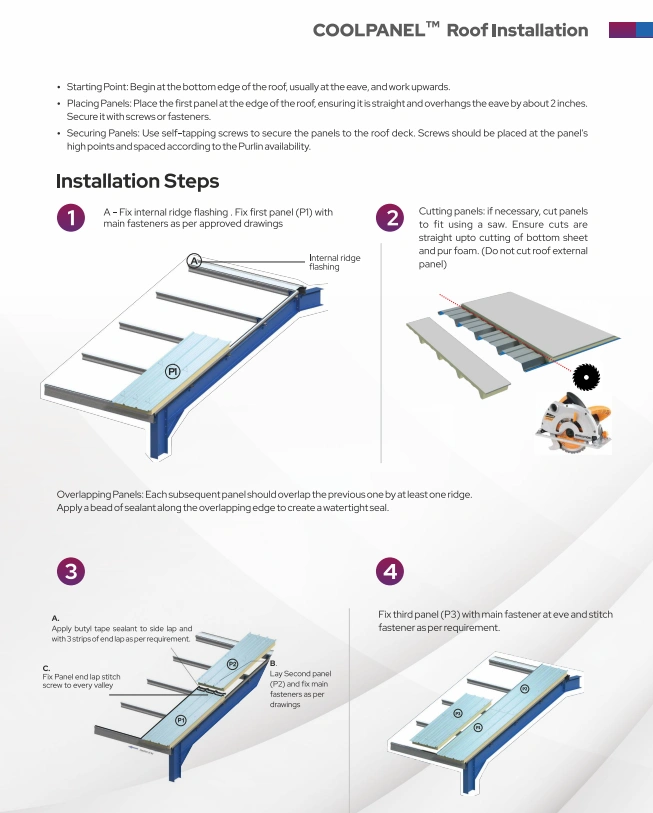 COOLPANEL™ Roof Installation
• Starting Point: Begin at the bottom edge of the roof, usually at the eave, and work upwards.
• Placing Panels: Place the first panel at the edge of the roof, ensuring it is straight and overhangs the eave by about 2 inches.
Secure it with screws or fasteners.
• Securing Panels: Use self-tapping screws to secure the panels to the roof deck. Screws should be placed at the panel's
high points and spaced according to the Purlin availability.
Installation Steps
1
A - Fix internal ridge flashing . Fix first panel (P1) with
main fasteners as per approved drawings
A
Internal ridge
flashing
P1
2
Cutting panels: if necessary, cut panels
to fit using a saw. Ensure cuts are
straight upto cutting of bottom sheet
and pur foam. (Do not cut roof external
panel)
Overlapping Panels: Each subsequent panel should overlap the previous one by at least one ridge.
Apply a bead of sealant along the overlapping edge to create a watertight seal.
3
A.
Apply butyl tape sealant to side lap and
with 3 strips of end lap as per requirement.
C.
Fix Panel end lap stitch
screw to every valley
P2
B.
Lay Second panel
(P2) and fix main
fasteners as per
drawings
P1
4
Fix third panel (P3) with main fastener at eve and stitch
fastener as per requirement.